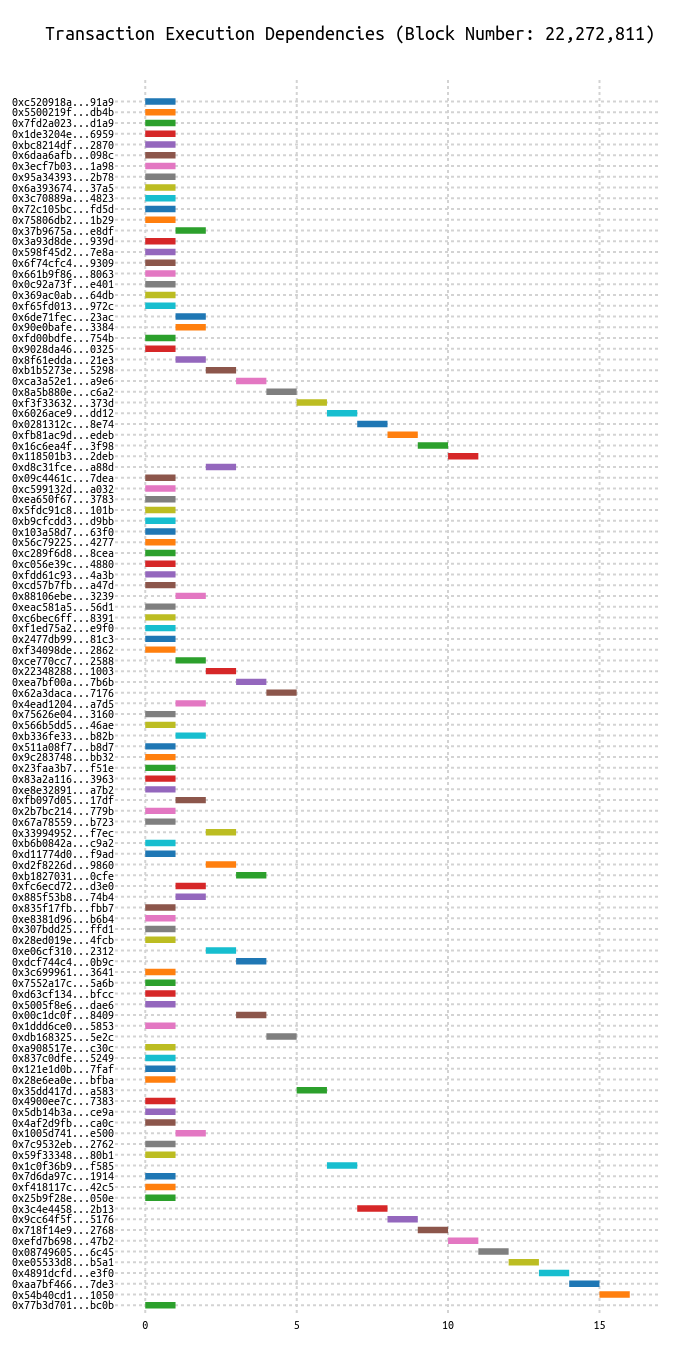 Transaction Execution Dependencies (Block Number: 22,272,811)
0xc520918a...91a9
0x5500219f...db4b
0x7fd2a023...d1a9
0x1de3204e...6959
0xbc8214df...2870
0x6daa6afb...098c
0x3ecf7b03...1a98
0x95a34393...2b78
0x6a393674...37a5
0x3c70889a...4823
0x72c105bc...fd5d
0x75806db2...1b29
0x37b9675a...e8df
0x3a93d8de...939d
0x598f45d2...7e8a
0x6f74cfc4...9309
0x661b9f86...8063
0x0c92a73f...e401
0x369ac0ab...64db
0xf65fd013...972c
0x6de71fec...23ac
0x90e0bafe...3384
0xfd00bdfe...754b
0x9028da46...0325
0x8f61edda...21e3
0xb1b5273e...5298
0xca3a52e1...a9e6
0x8a5b880e...c6a2
0xf3f33632...373d
0x6026ace9...dd12
0x0281312c...8e74
0xfb81ac9d...edeb
0x16c6ea4f...3f98
0x118501b3...2deb
0xd8c31fce...a88d
0x09c4461c...7dea
0xc599132d...a032
0xea650f67...3783
0x5fdc91c8...101b
0xb9cfcdd3...d9bb
0x103a58d7...63f0
0x56c79225...4277
0xc289f6d8...8cea
0xc056e39c...4880
0xfdd61c93...4a3b
0xcd57b7fb...a47d
0x88106ebe...3239
0xeac581a5...56d1
0xc6bec6ff...8391
0xf1ed75a2...e9f0
0x2477db99...81c3
0xf34098de...2862
0xce770cc7...2588
0x22348288...1003
0xea7bf00a...7b6b
0x62a3daca...7176
0x4ead1204...a7d5
0x75626e04...3160
0x566b5dd5...46ae
0xb336fe33...b82b
0x511a08f7...b8d7
0x9c283748...bb32
0x23faa3b7...f51e
0x83a2a116...3963
0xe8e32891...a7b2
0xfb097d05...17df
0x2b7bc214...779b
0x67a78559...b723
0x33994952...f7ec
0xb6b0842a...c9a2
0xd11774d0...f9ad
0xd2f8226d...9860
0xb1827031...0cfe
0xfc6ecd72...d3e0
0x885f53b8...74b4
0x835f17fb...fbb7
0xe8381d96...b6b4
0x307bdd25...ffd1
0x28ed019e...4fcb
0xe06cf310...2312
0xdcf744c4...0b9c
0x3c699961...3641
0x7552a17c...5a6b
0xd63cf134...bfcc
0x5005f8e6...dae6
0x00c1dc0f...8409
0x1ddd6ce0...5853
0xdb168325...5e2c
0xa908517e...c30c
0x837c0dfe...5249
0x121e1d0b...7faf
0x28e6ea0e...bfba
0x35dd417d...a583
0x4900ee7c...7383
0x5db14b3a...ce9a
0x4af2d9fb...ca0c
0x1005d741...e500
0x7c9532eb...2762
0x59f33348...80b1
0x1c0f36b9...f585
0x7d6da97c...1914
0xf418117c...42c5
0x25b9f28e...050e
0x3c4e4458...2b13
0x9cc64f5f...5176
0x718f14e9...2768
0xefd7b698...47b2
0x08749605...6c45
0xe05533d8...b5a1
0x4891dcfd...e3f0
0xaa7bf466...7de3
0x54b40cd1...1050
0x77b3d701...bc0b
0 5 10 15